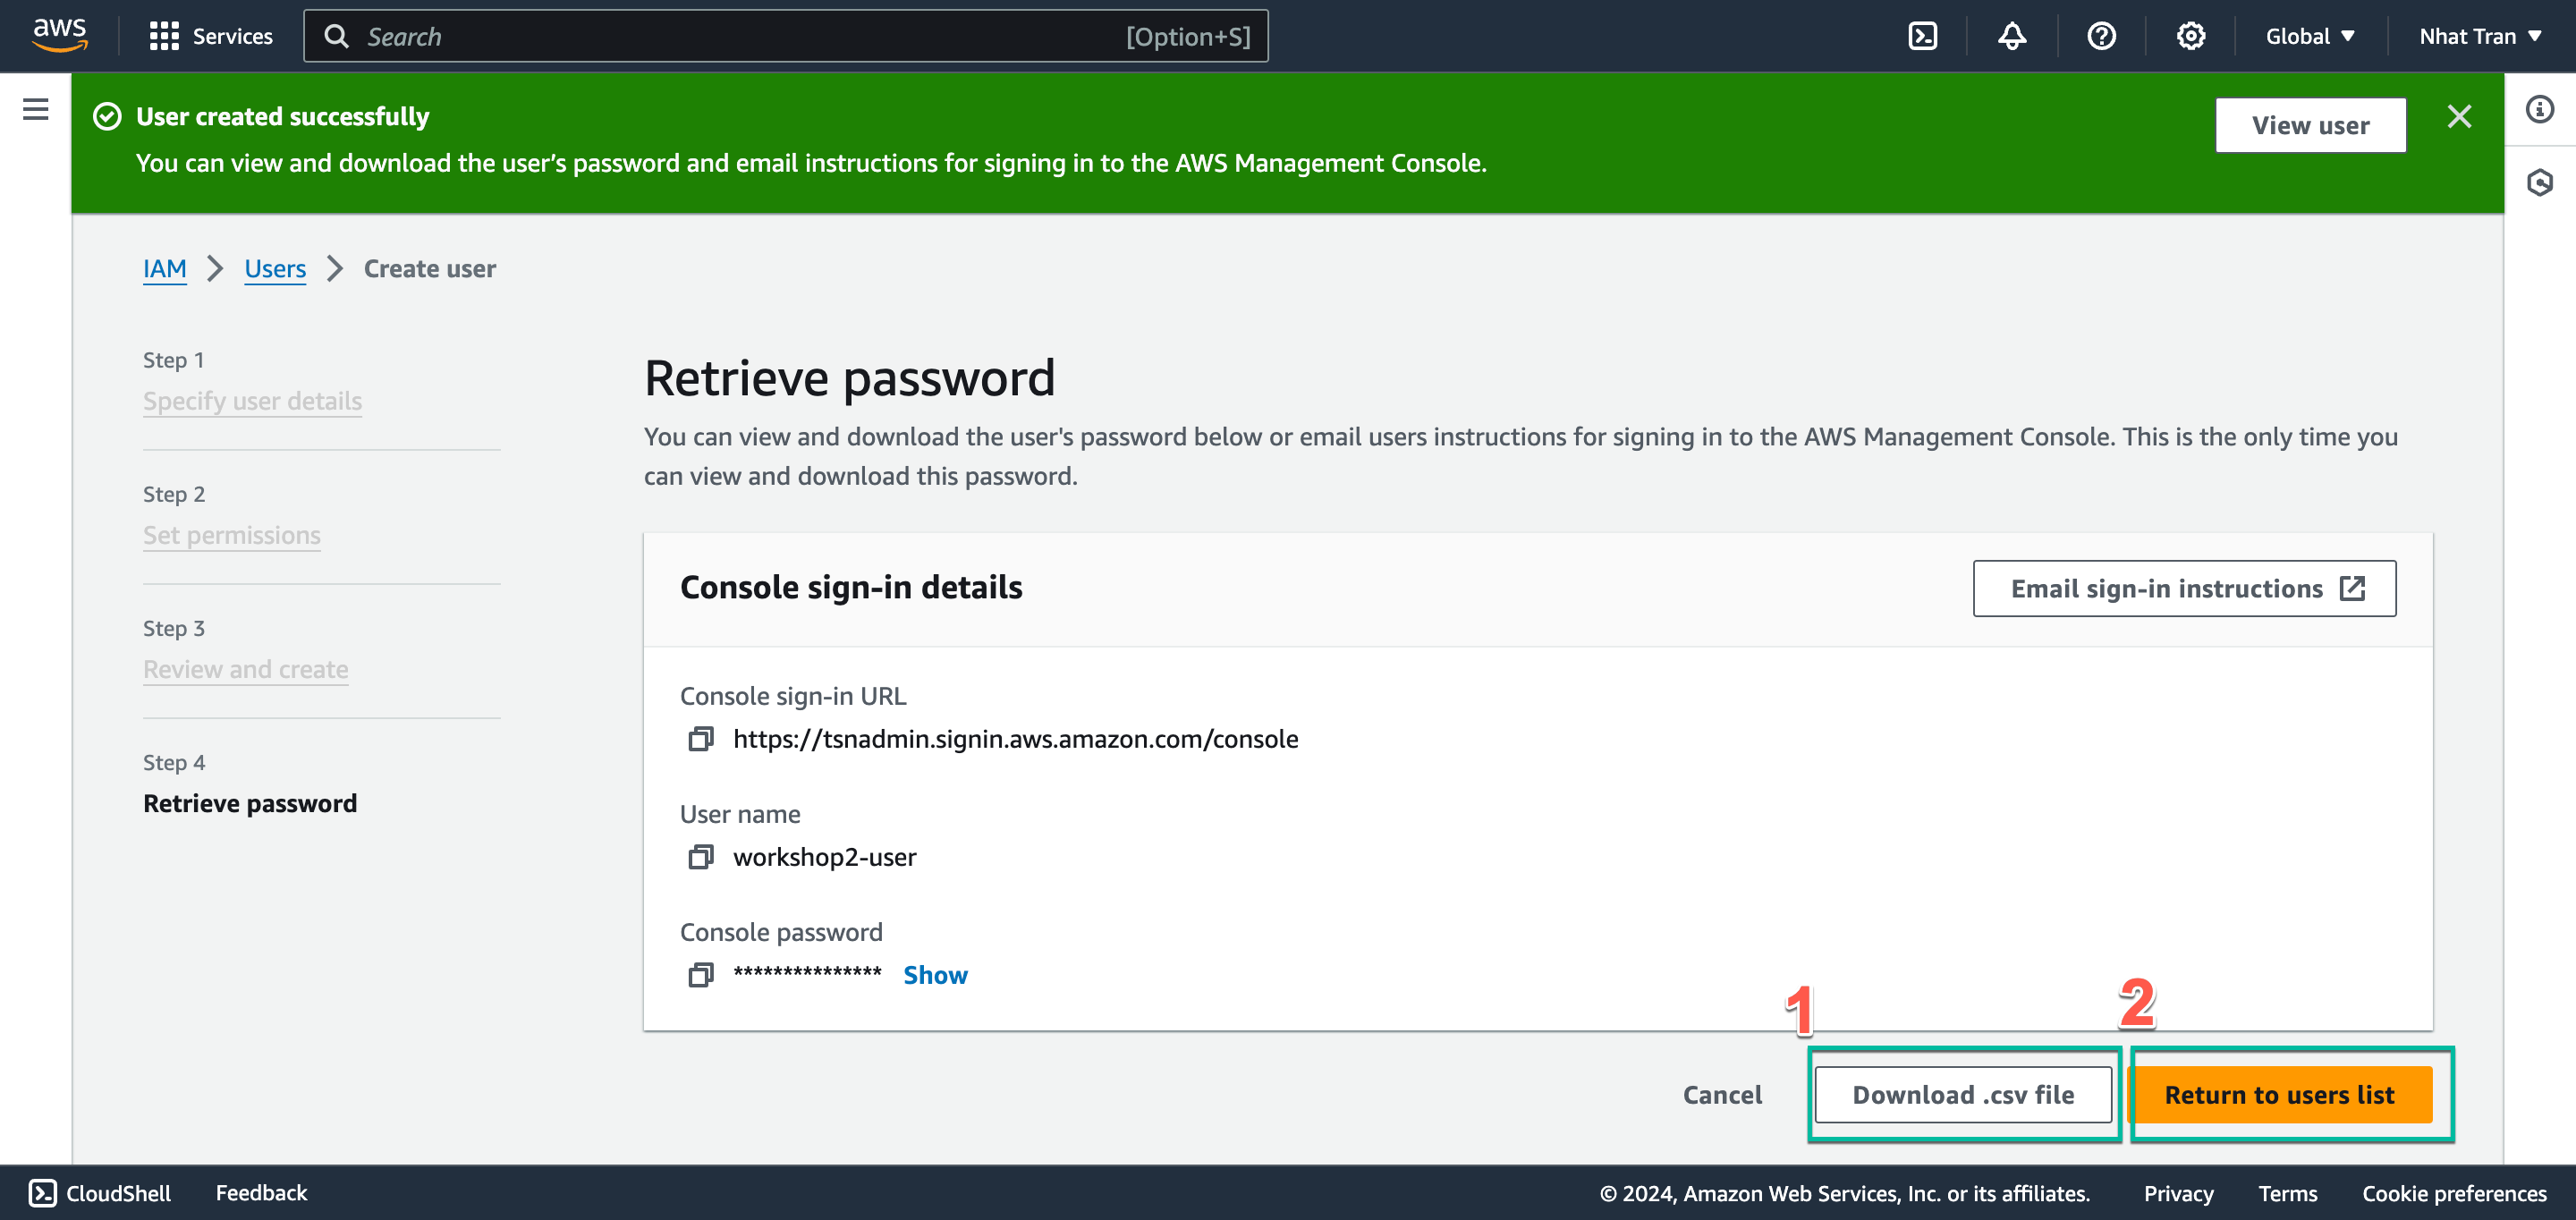 aws
Services
Search
[Option+S]
Global
Nhat Tran
User created successfully
You can view and download the user’s password and email instructions for signing in to the AWS Management Console.
View user
IAM
Users
Create user
Step 1
Specify user details
Step 2
Set permissions
Step 3
Review and create
Step 4
Retrieve password
Retrieve password
You can view and download the user's password below or email users instructions for signing in to the AWS Management Console. This is the only time you
can view and download this password.
Console sign-in details
Email sign-in instructions
Console sign-in URL
https://tsnadmin.signin.aws.amazon.com/console
User name
workshop2-user
Console password
*************** Show
1
2
Cancel
Download .csv file
Return to users list
CloudShell
Feedback
© 2024, Amazon Web Services, Inc. or its affiliates.
Privacy
Terms
Cookie preferences